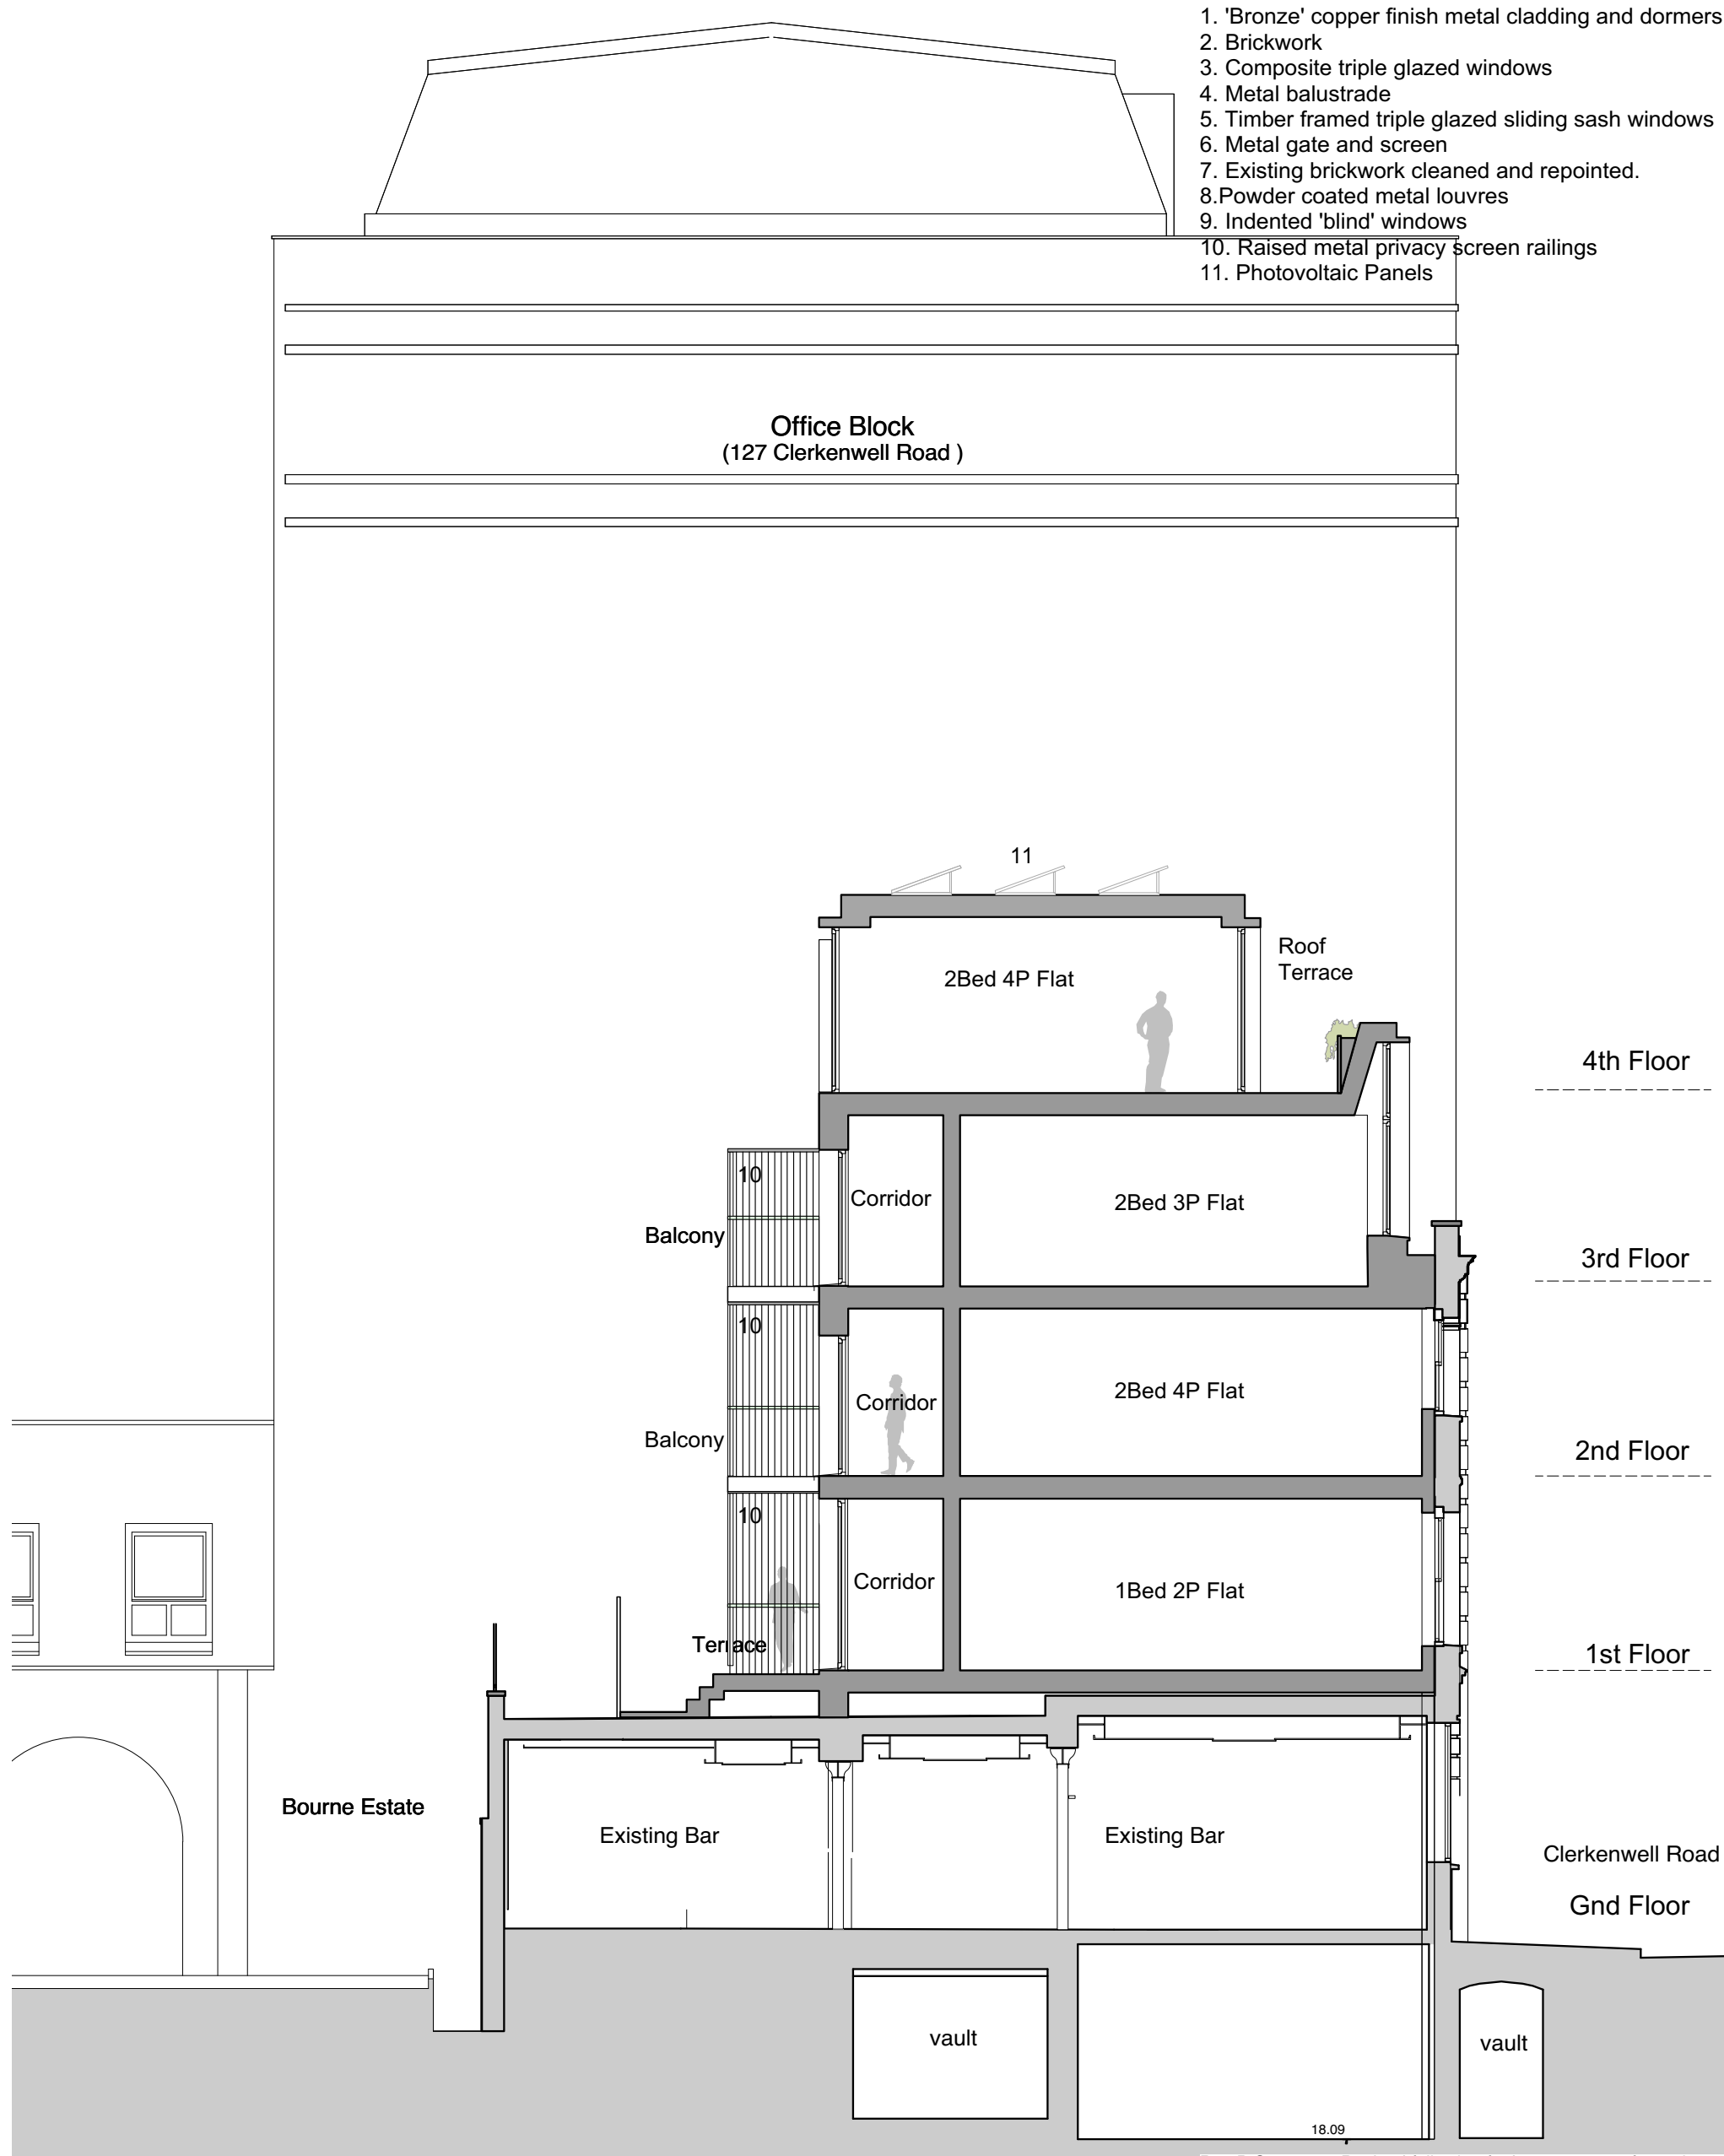 1. 'Bronze' copper finish metal cladding and dormers
2. Brickwork
3. Composite triple glazed windows
4. Metal balustrade
5. Timber framed triple glazed sliding sash windows
6. Metal gate and screen
7. Existing brickwork cleaned and repointed.
8.Powder coated metal louvres
9. Indented 'blind' windows
10. Raised metal privacy screen railings
11. Photovoltaic Panels
Office Block
(127 Clerkenwell Road )
11
Roof
Terrace
2Bed 4P Flat
4th Floor
10
Corridor
2Bed 3P Flat
Balcony
3rd Floor
10
2Bed 4P Flat
Corridor
Balcony
2nd Floor
10
Corridor
1Bed 2P Flat
Terrace
1st Floor
Bourne Estate
Existing Bar
Existing Bar
Clerkenwell Road
Gnd Floor
vault
vault
18.09